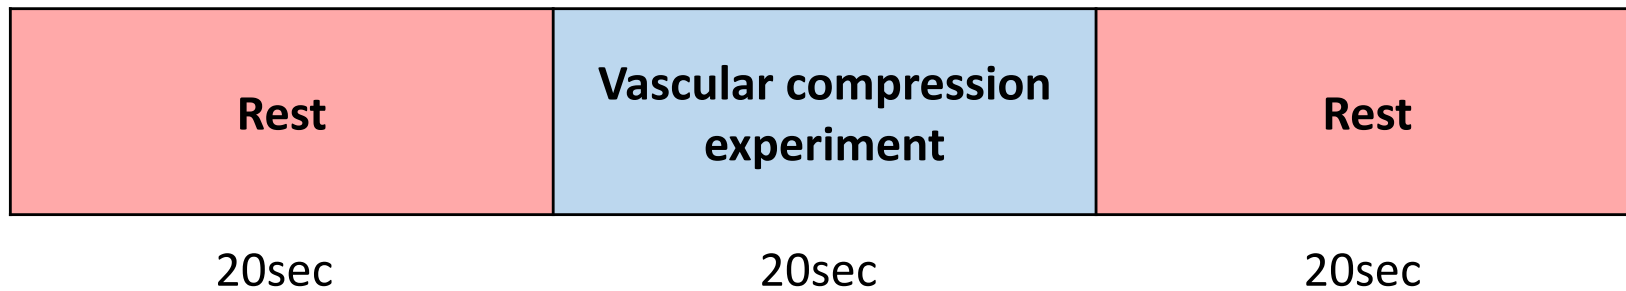 Rest
Vascular compression
experiment
Rest
20sec
20sec
20sec